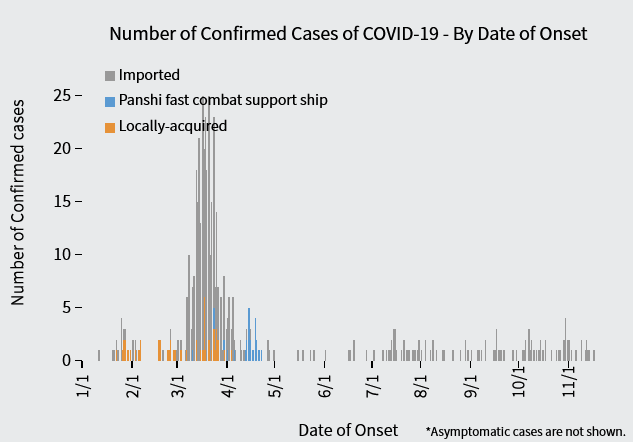 Number of Confirmed Cases of COVID-19 - By Date of Onset
Imported
Panshi fast combat support ship
Locally-acquired
Number of Confirmed cases
25
20
15
10
5
0
1/1
2/1
3/1
4/1
5/1
6/1
7/1
8/1
9/1
10/1
11/1
Date of Onset
*Asymptomatic cases are not shown.